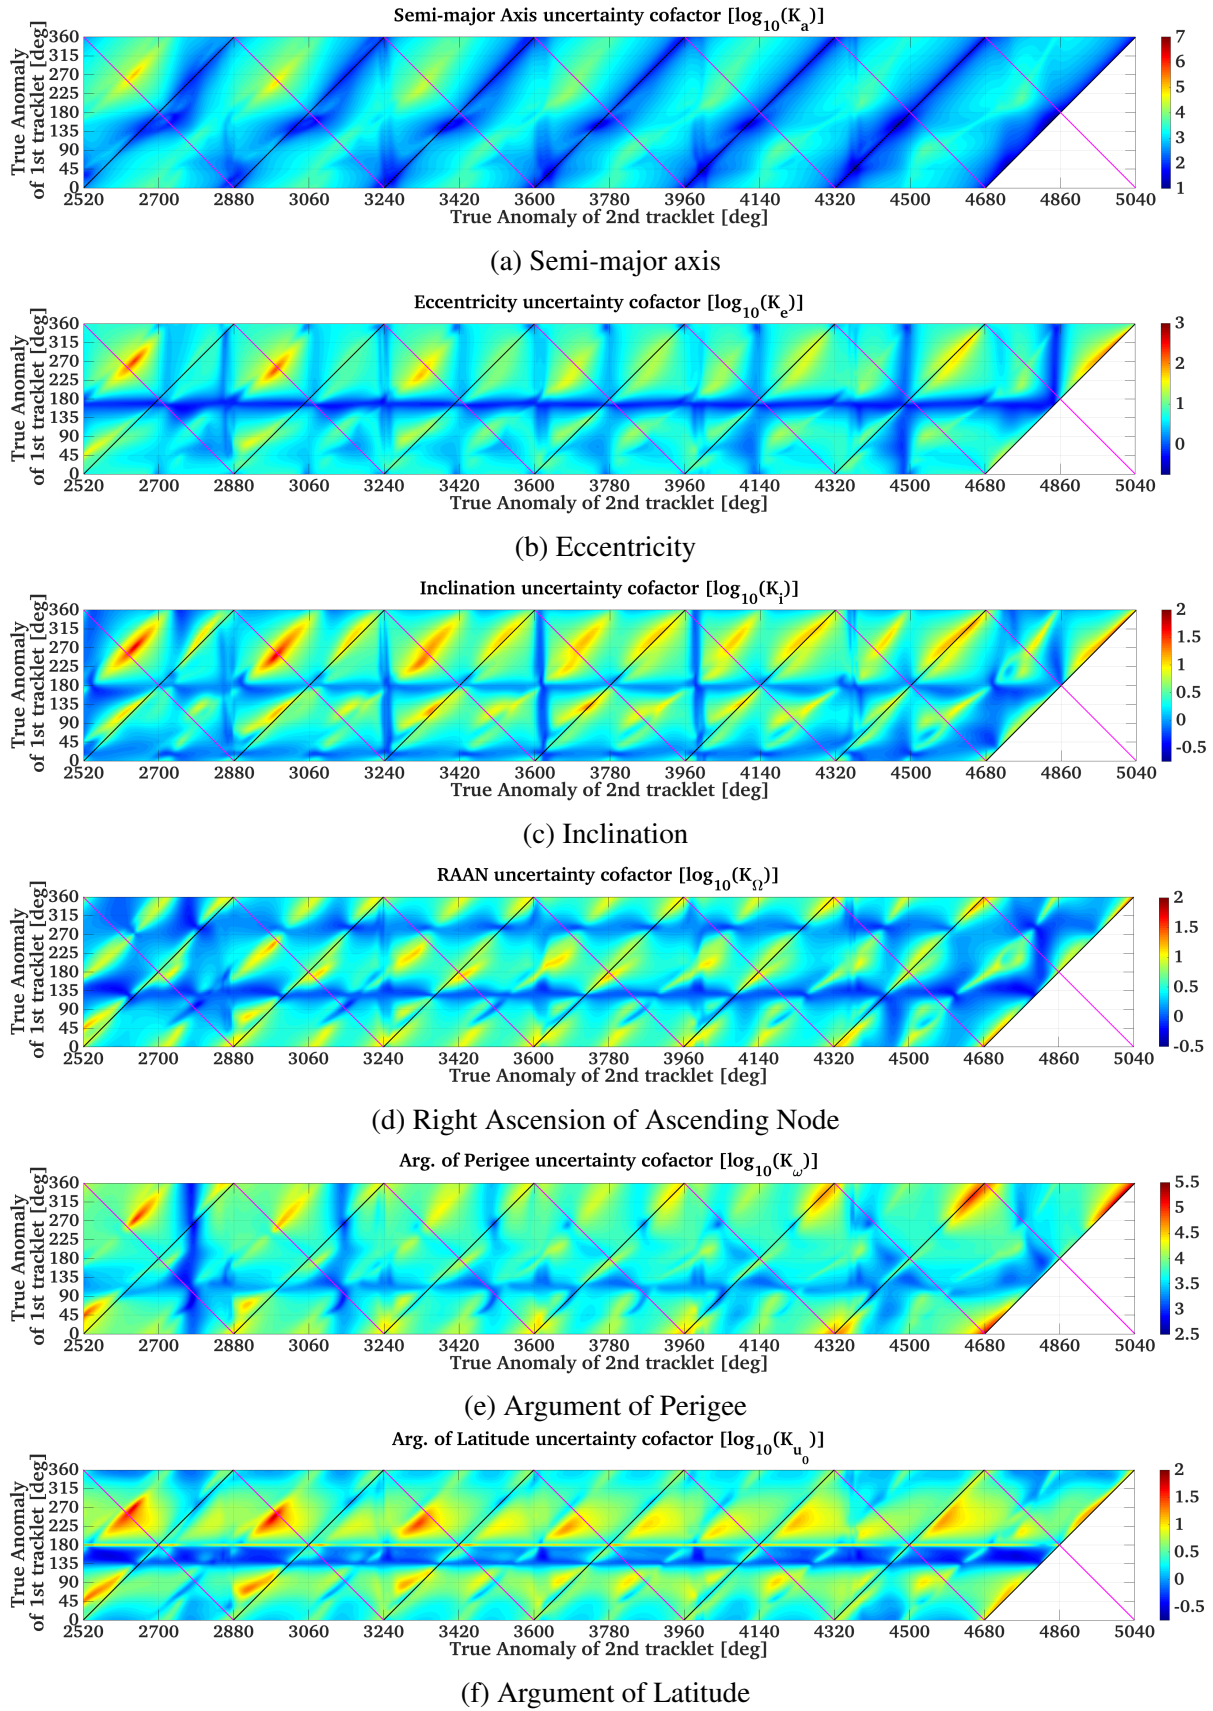 Semi-major Axis uncertainty cofactor [log10(Ka)]
True Anomaly
of 1st tracklet [deg]
360
315
270
225
180
135
90
45
0
2520 2700 2880 3060 3240 3420 3600 3780 3960 4140 4320 4500 4680 4860 5040
True Anomaly of 2nd tracklet [deg]
7
6
5
4
3
2
1
(a) Semi-major axis
Eccentricity uncertainty cofactor [log10(Ke)]
True Anomaly
of 1st tracklet [deg]
360
315
270
225
180
135
90
45
0
2520 2700 2880 3060 3240 3420 3600 3780 3960 4140 4320 4500 4680 4860 5040
True Anomaly of 2nd tracklet [deg]
3
2
1
0
(b) Eccentricity
Inclination uncertainty cofactor [log10(Ki)]
True Anomaly
of 1st tracklet [deg]
360
315
270
225
180
135
90
45
0
2520 2700 2880 3060 3240 3420 3600 3780 3960 4140 4320 4500 4680 4860 5040
True Anomaly of 2nd tracklet [deg]
2
1.5
1
0.5
0
-0.5
(c) Inclination
RAAN uncertainty cofactor [log10(KΩ)]
True Anomaly
of 1st tracklet [deg]
360
315
270
225
180
135
90
45
0
2520 2700 2880 3060 3240 3420 3600 3780 3960 4140 4320 4500 4680 4860 5040
True Anomaly of 2nd tracklet [deg]
2
1.5
1
0.5
0
-0.5
(d) Right Ascension of Ascending Node
Arg. of Perigee uncertainty cofactor [log10(Kω)]
True Anomaly
of 1st tracklet [deg]
360
315
270
225
180
135
90
45
0
2520 2700 2880 3060 3240 3420 3600 3780 3960 4140 4320 4500 4680 4860 5040
True Anomaly of 2nd tracklet [deg]
5.5
5
4.5
4
3.5
3
2.5
(e) Argument of Perigee
Arg. of Latitude uncertainty cofactor [log10(Ku0)]
True Anomaly
of 1st tracklet [deg]
360
315
270
225
180
135
90
45
0
2520 2700 2880 3060 3240 3420 3600 3780 3960 4140 4320 4500 4680 4860 5040
True Anomaly of 2nd tracklet [deg]
2
1.5
1
0.5
0
-0.5
(f) Argument of Latitude